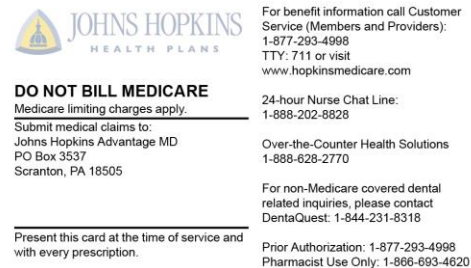 JOHNS HOPKINS
HEALTH PLANS
DO NOT BILL MEDICARE
Medicare limiting charges apply.
Submit medical claims to:
Johns Hopkins Advantage MD
PO Box 3537
Scranton, PA 18505
Present this card at the time of service and
with every prescription.
For benefit information call Customer
Service (Members and Providers):
1-877-293-4998
TTY: 711 or visit
www.hopkinsmedicare.com
24-hour Nurse Chat Line:
1-888-202-8828
Over-the-Counter Health Solutions
1-888-628-2770
For non-Medicare covered dental
related inquiries, please contact
DentaQuest: 1-844-231-8318
Prior Authorization: 1-877-293-4998
Pharmacist Use Only: 1-866-693-4620